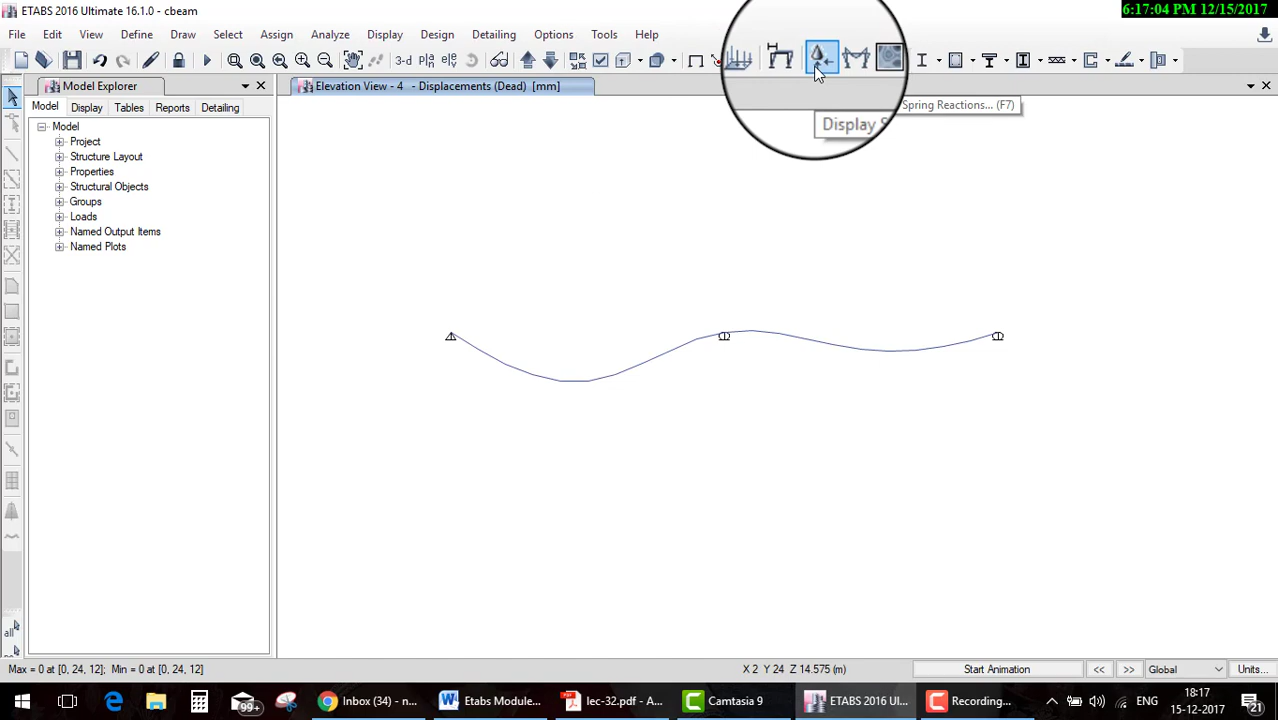 ETABS 2016 Ultimate 16.1.0 - cbeam
6:17:04 PM 12/15/2017
File Edit View Define Draw Select Assign Analyze Display Design Detailing Options Tools Help
3-d
Model Explorer
Elevation View - 4 - Displacements (Dead) [mm]
Model Display Tables Reports Detailing
Spring Reactions... (F7)
Display S
Model
Project
Structure Layout
Properties
Structural Objects
Groups
Loads
Named Output Items
Named Plots
all
Max = 0 at [0, 24, 12]; Min = 0 at [0, 24, 12]
X 2 Y 24 Z 14.575 (m)
Start Animation
<<
>>
Global
Units...
99+
Inbox (3) - n...
Etabs Module...
lec-32.pdf - A...
Camtasia 9
ETABS 2016 Ul...
Recording...
ENG
18:17
15-12-2017
21